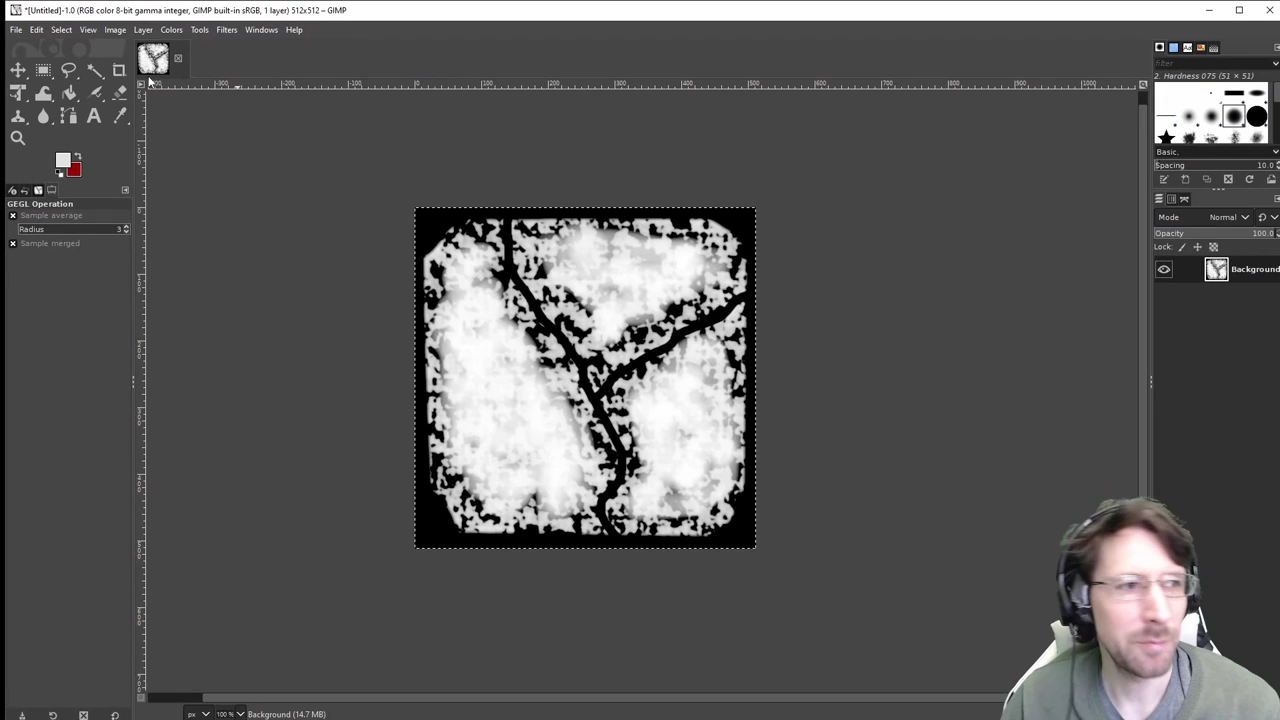 *[Untitled]-1.0 (RGB color 8-bit gamma integer, GIMP built-in sRGB, 1 layer) 512x512 – GIMP
File Edit Select View Image Layer Colors Tools Filters Windows Help
filter
2. Hardness 075 (51 × 51)
Basic,
Spacing 10.0
GEGL Operation
Sample average
Radius 3
Sample merged
Mode Normal
Opacity 100.0
Lock:
Background
px 100 % Background (14.7 MB)